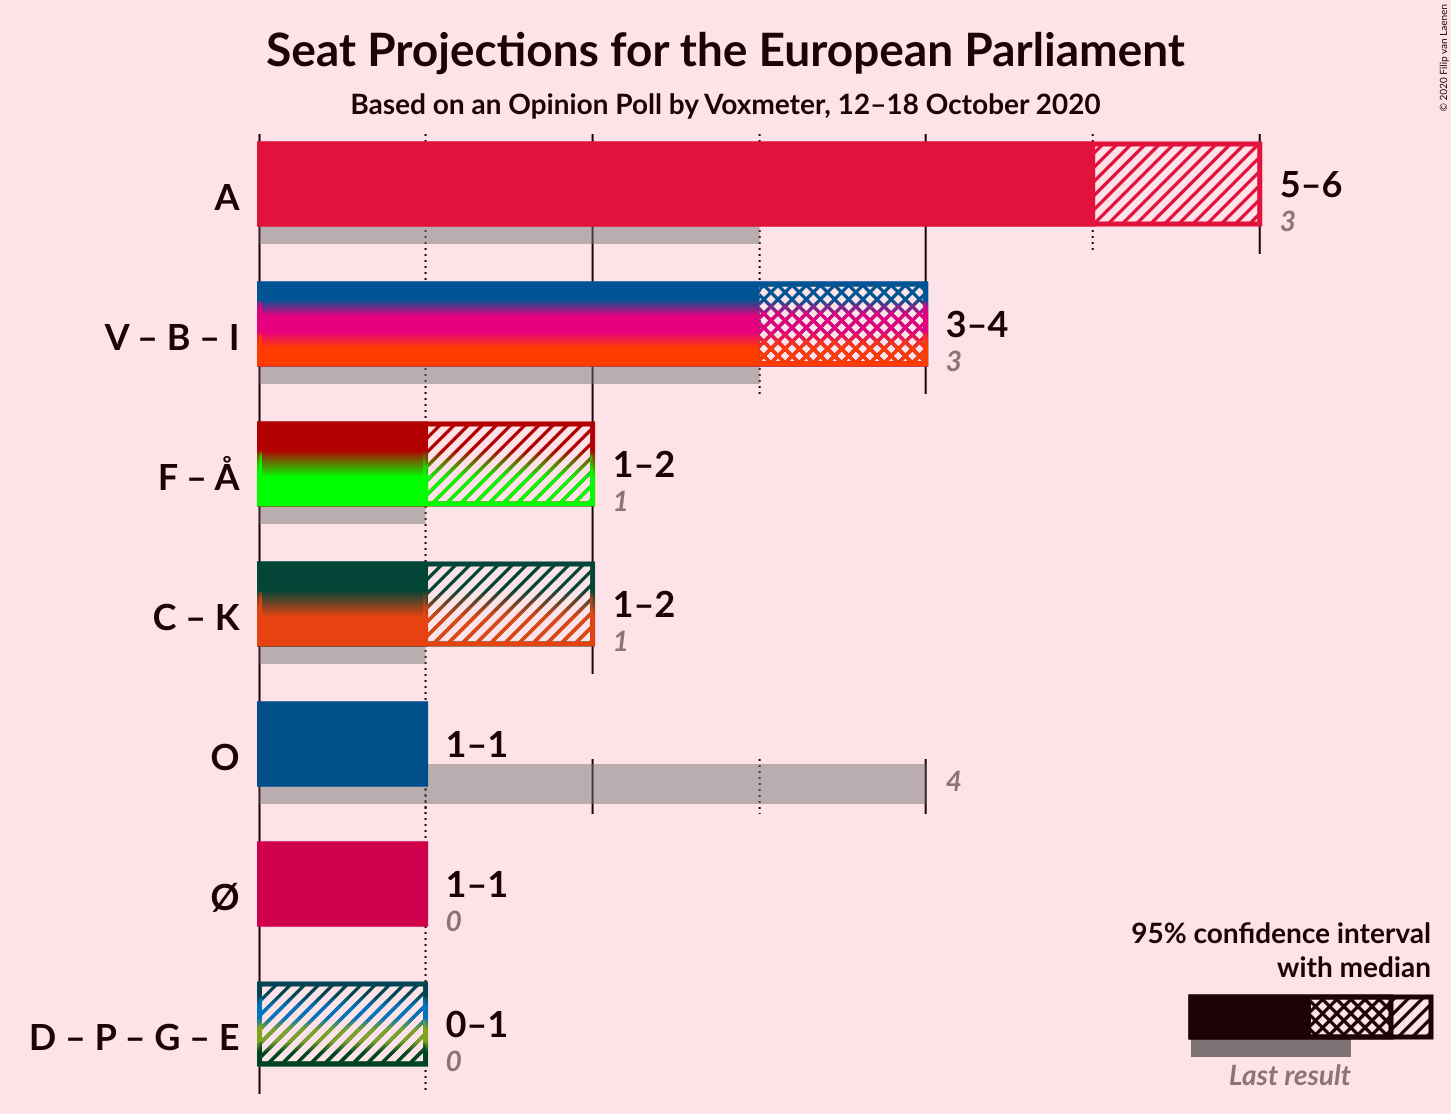 Seat Projections for the European Parliament
Based on an Opinion Poll by Voxmeter, 12–18 October 2020
© 2020 Filip van Laenen
A
5–6
3
V – B – I
3–4
3
F – Å
1–2
1
C – K
1–2
1
O
1–1
4
Ø
1–1
0
D – P – G – E
0–1
0
95% confidence interval
with median
Last result